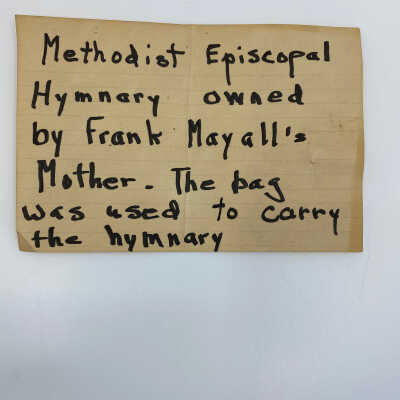 Methodist Episcopal
Hymnary owned
by Frank Mayall's
Mother. The bag
was used to carry
the hymnary